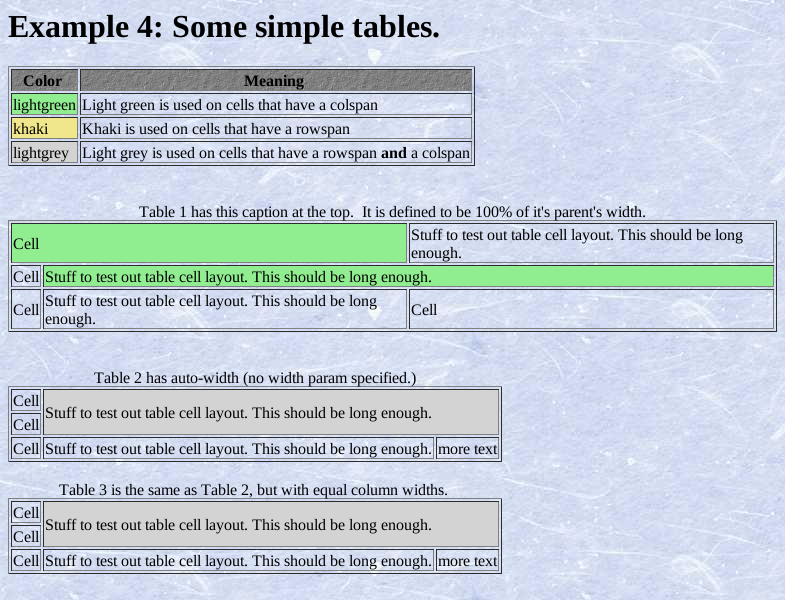 Example 4: Some simple tables.
Color Meaning
lightgreen Light green is used on cells that have a colspan
khaki Khaki is used on cells that have a rowspan
lightgrey Light grey is used on cells that have a rowspan and a colspan
Table 1 has this caption at the top.  It is defined to be 100% of it's parent's width.
Cell Stuff to test out table cell layout. This should be long
enough.
Cell Stuff to test out table cell layout. This should be long enough.
Cell Stuff to test out table cell layout. This should be long
enough.
Cell
Table 2 has auto-width (no width param specified.)
Cell
Stuff to test out table cell layout. This should be long enough.
Cell
Cell Stuff to test out table cell layout. This should be long enough. more text
Table 3 is the same as Table 2, but with equal column widths.
Cell
Stuff to test out table cell layout. This should be long enough.
Cell
Cell Stuff to test out table cell layout. This should be long enough. more text